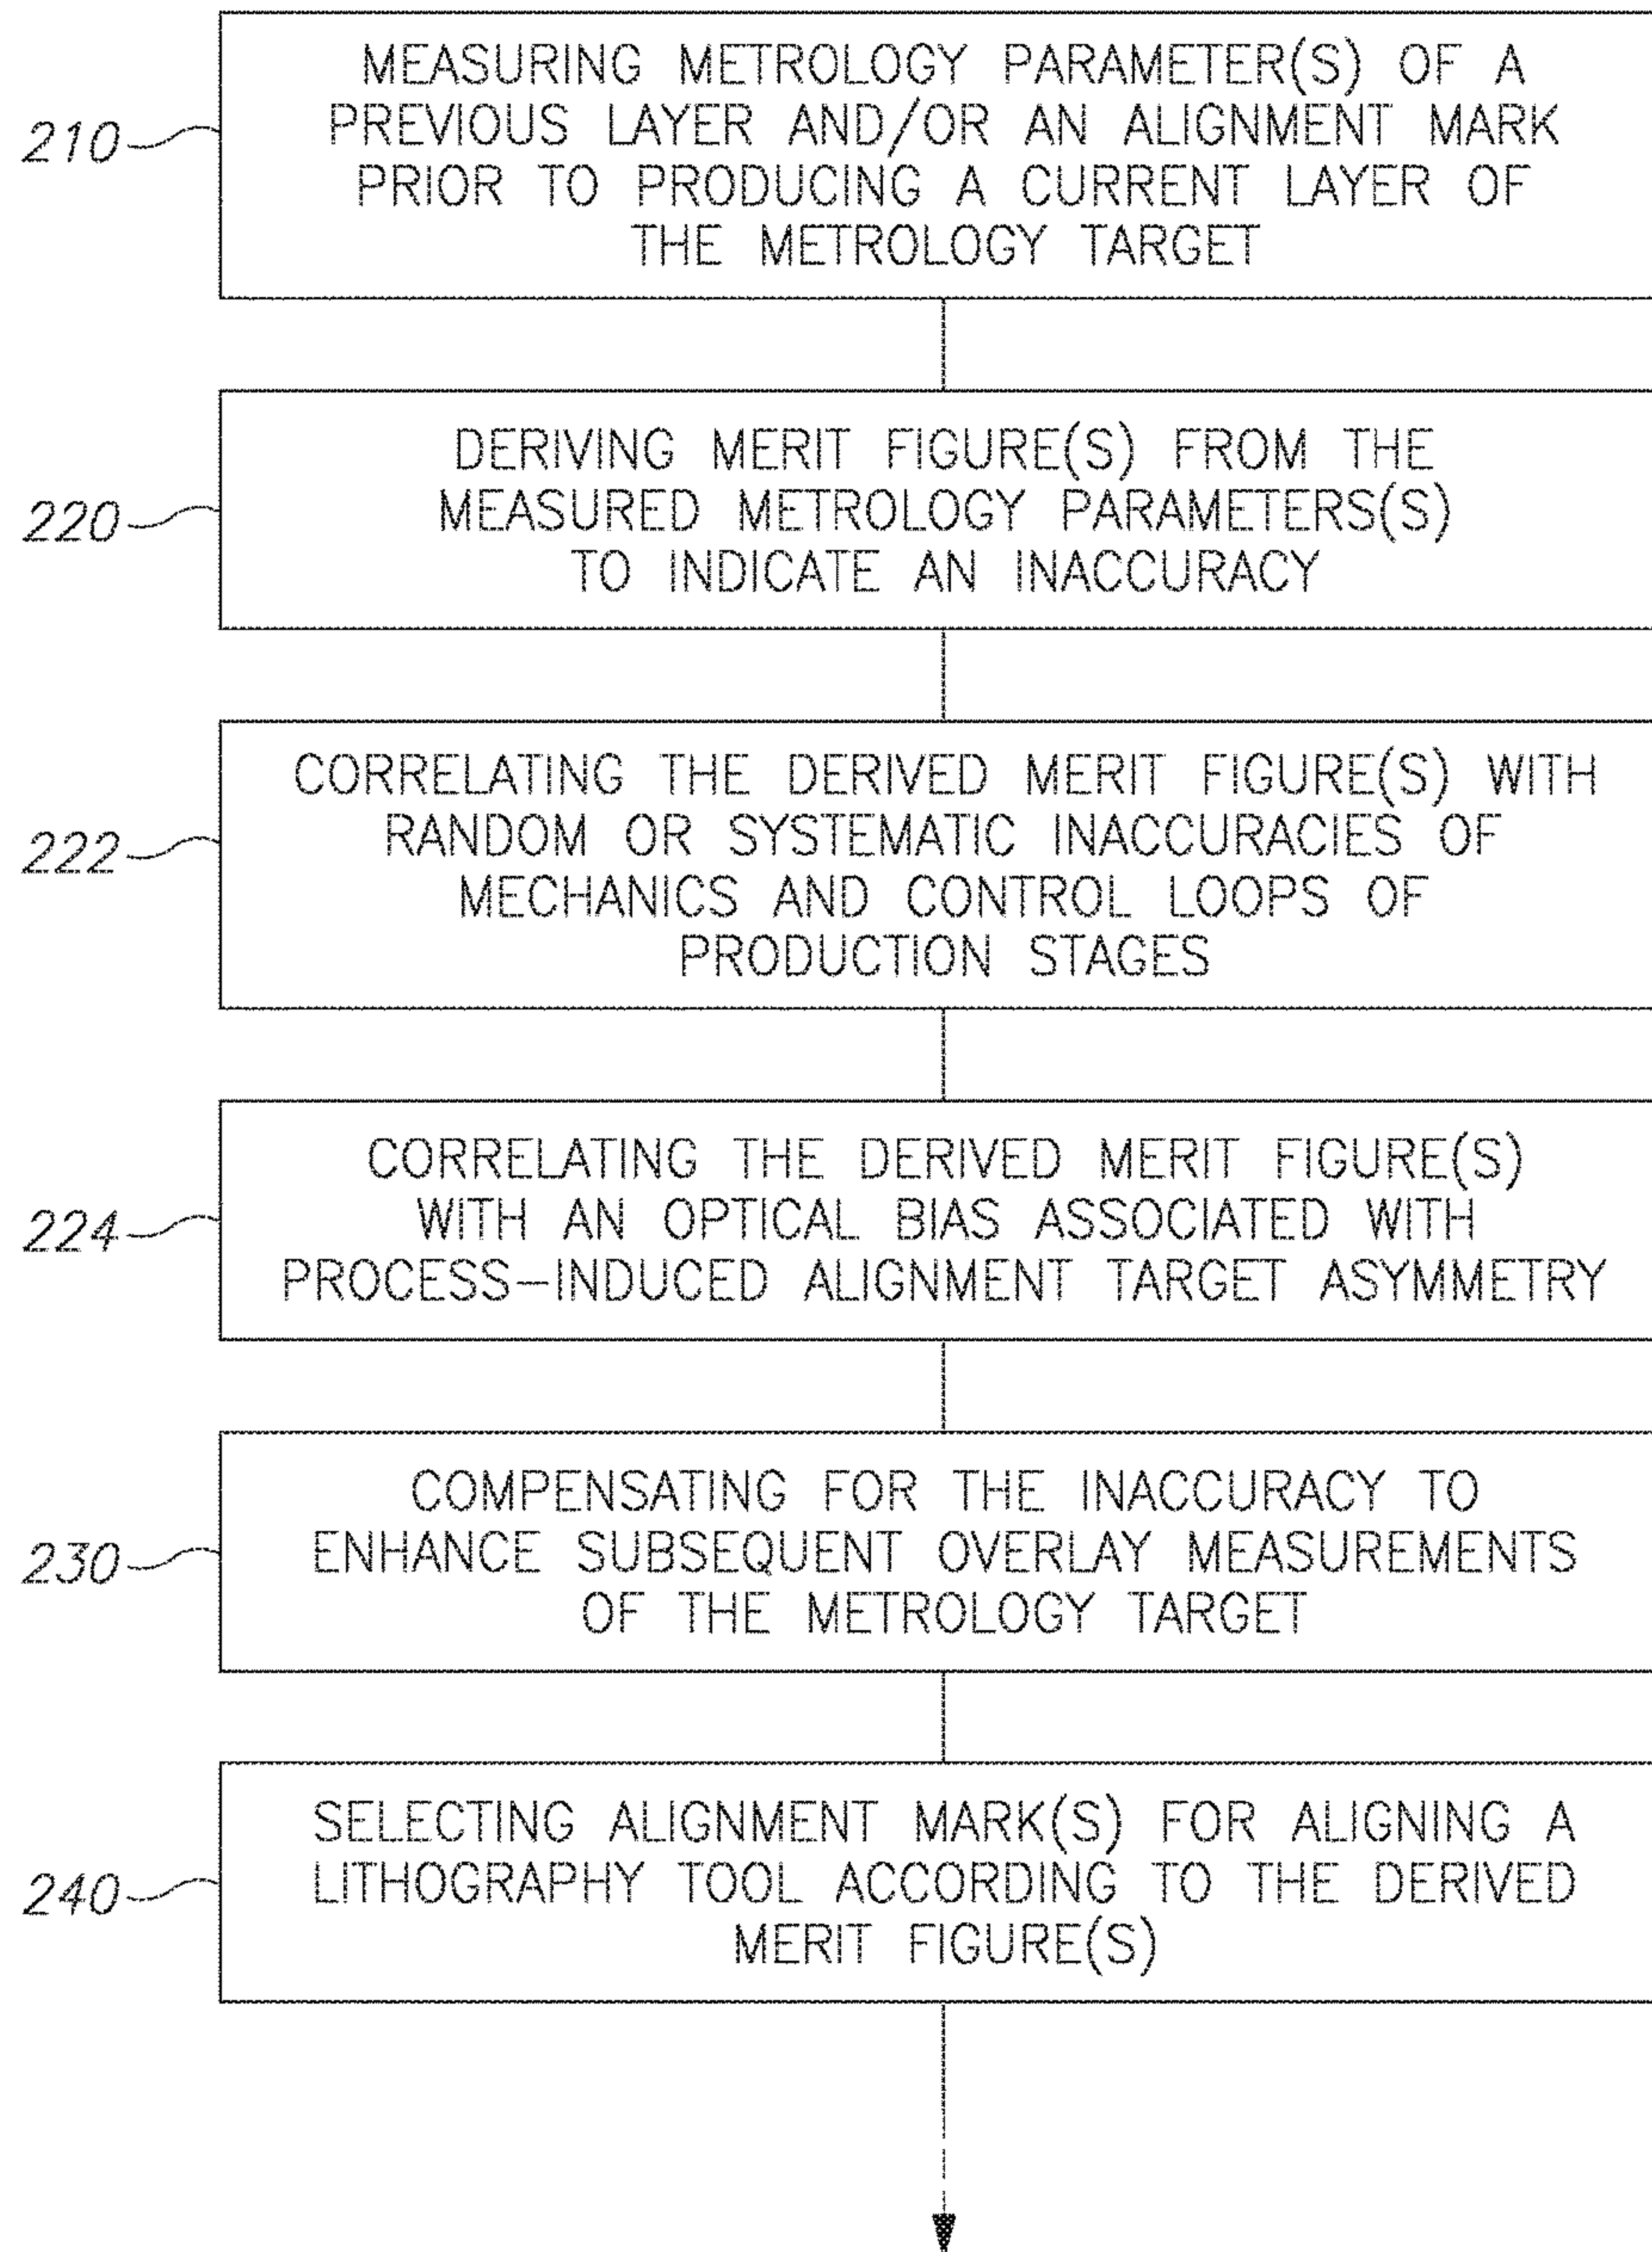 MEASURING METROLOGY PARAMETER(S) OF A
PREVIOUS LAYER AND/OR AN ALIGNMENT MARK
210
PRIOR TO PRODUCING A CURRENT LAYER OF
THE METROLOGY TARGET
DERIVING MERIT FIGURE(S) FROM THE
220
MEASURED METROLOGY PARAMETERS(S)
TO INDICATE AN INACCURACY
CORRELATING THE DERIVED MERIT FIGURE(S) WITH
RANDOM OR SYSTEMATIC INACCURACIES OF
222
MECHANICS AND CONTROL LOOPS OF
PRODUCTION STAGES
CORRELATING THE DERIVED MERIT FIGURE(S)
224
WITH AN OPTICAL BIAS ASSOCIATED WITH
PROCESS-INDUCED ALIGNMENT TARGET ASYMMETRY
COMPENSATING FOR THE INACCURACY TO
230
ENHANCE SUBSEQUENT OVERLAY MEASUREMENTS
OF THE METROLOGY TARGET
SELECTING ALIGNMENT MARK(S) FOR ALIGNING A
240
LITHOGRAPHY TOOL ACCORDING TO THE DERIVED
MERIT FIGURE(S)